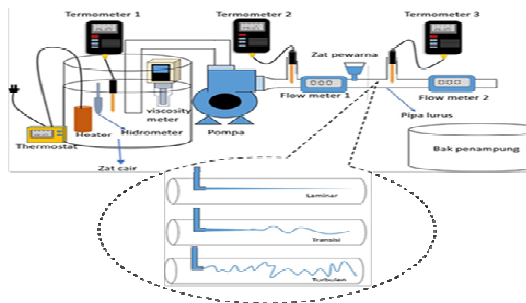 Termometer 1
Termometer 2
Termometer 3
Zat pewarna
viscosity
meter
Flow meter 1
Flow meter 2
Heator
Hidrometer
Pompa
Pipa lurus
Thermostat
Zat cair
Bak penampung
Laminar
Transisi
Turbulen